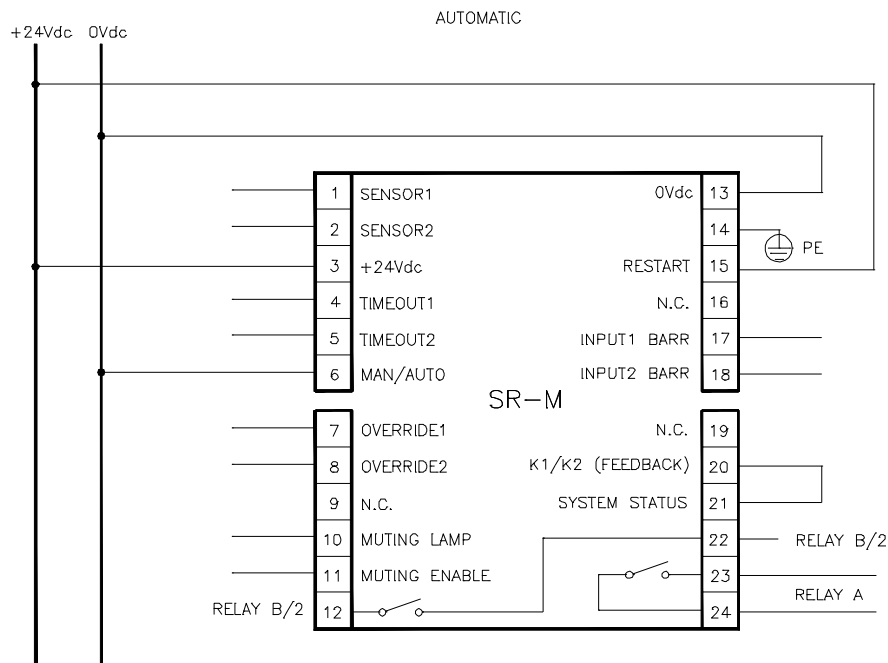 AUTOMATIC
+24Vdc 0Vdc
1 SENSOR1 0Vdc 13
2 SENSOR2 14 PE
3 +24Vdc RESTART 15
4 TIMEOUT1 N.C. 16
5 TIMEOUT2 INPUT1 BARR 17
6 MAN/AUTO INPUT2 BARR 18
SR-M
7 OVERRIDE1 N.C. 19
8 OVERRIDE2 K1/K2 (FEEDBACK) 20
9 N.C. SYSTEM STATUS 21
10 MUTING LAMP 22 RELAY B/2
11 MUTING ENABLE 23
RELAY A
RELAY B/2 12 24